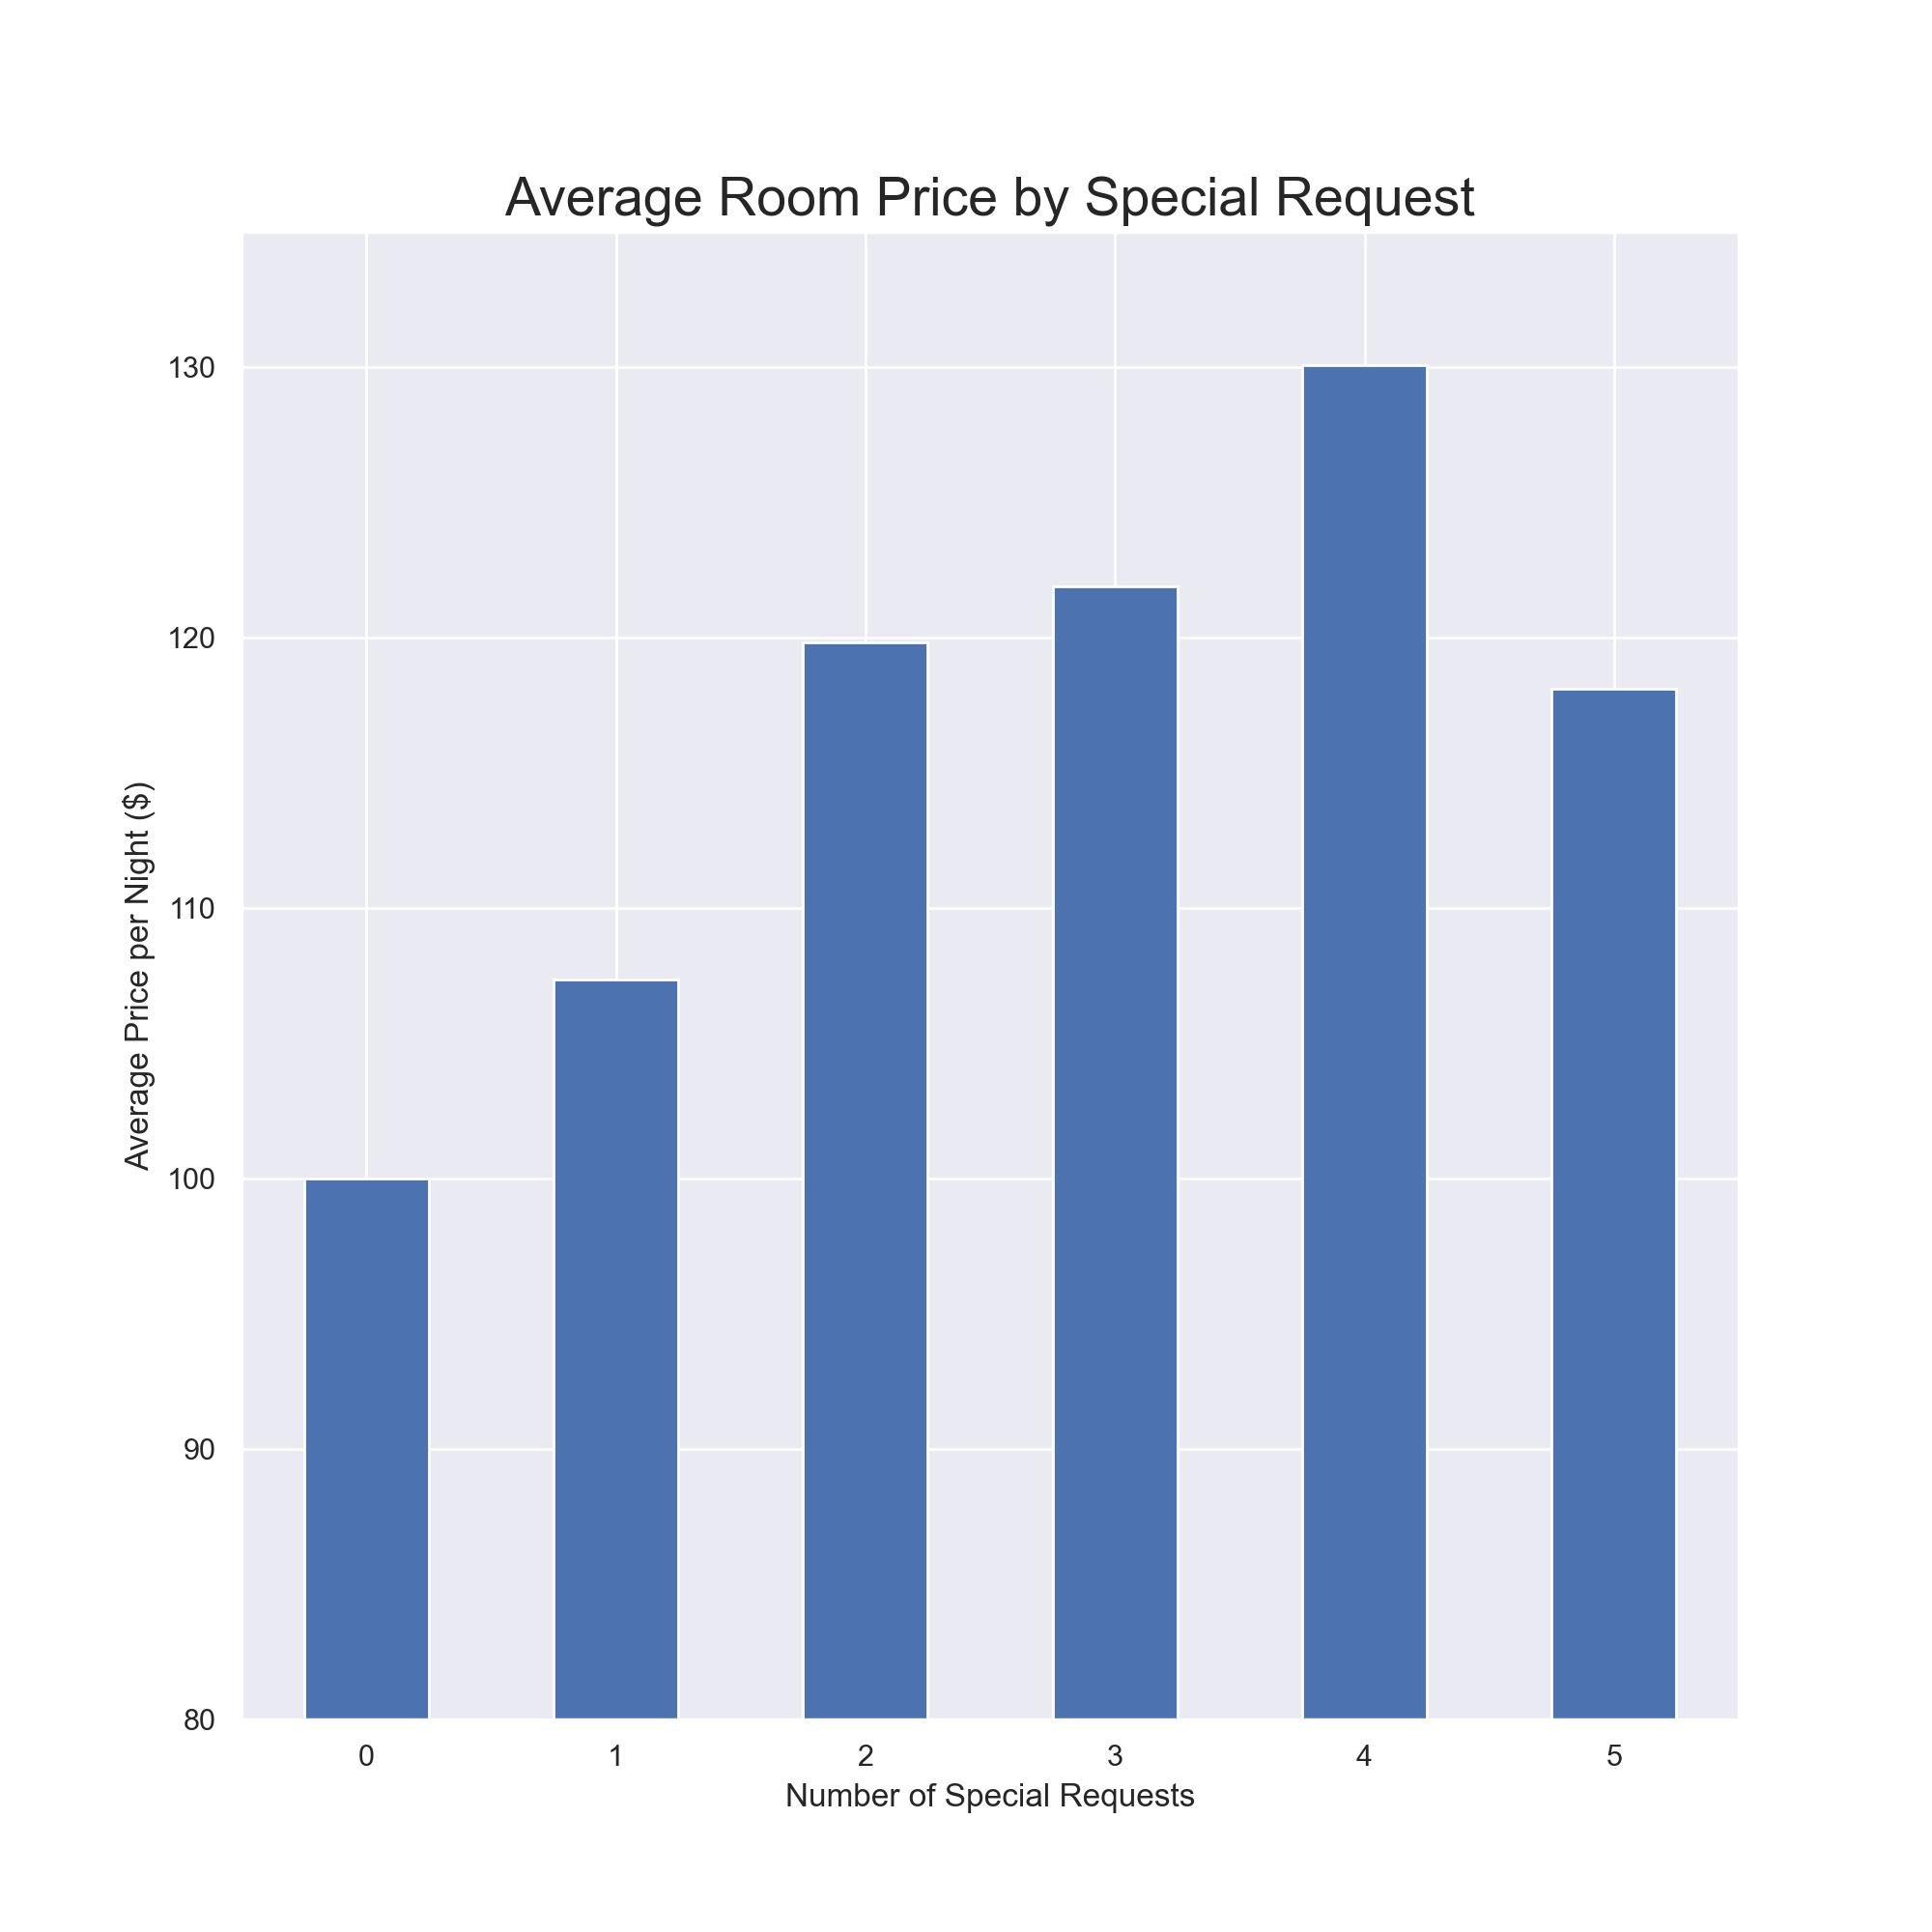 Average Room Price by Special Request
130
120
110
100
90
80
Average Price per Night ($)
0 1 2 3 4 5
Number of Special Requests